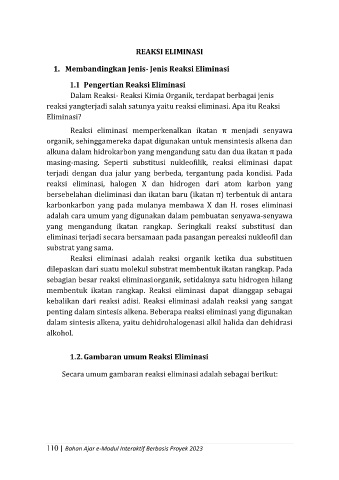 REAKSI ELIMINASI
1. Membandingkan Jenis- Jenis Reaksi Eliminasi
1.1 Pengertian Reaksi Eliminasi
Dalam Reaksi- Reaksi Kimia Organik, terdapat berbagai jenis
reaksi yangterjadi salah satunya yaitu reaksi eliminasi. Apa itu Reaksi
Eliminasi?
Reaksi eliminasi memperkenalkan ikatan π menjadi senyawa
organik, sehinggamereka dapat digunakan untuk mensintesis alkena dan
alkuna dalam hidrokarbon yang mengandung satu dan dua ikatan π pada
masing-masing. Seperti substitusi nukleofilik, reaksi eliminasi dapat
terjadi dengan dua jalur yang berbeda, tergantung pada kondisi. Pada
reaksi eliminasi, halogen X dan hidrogen dari atom karbon yang
bersebelahan dieliminasi dan ikatan baru (ikatan π) terbentuk di antara
karbonkarbon yang pada mulanya membawa X dan H. roses eliminasi
adalah cara umum yang digunakan dalam pembuatan senyawa-senyawa
yang mengandung ikatan rangkap. Seringkali reaksi substitusi dan
eliminasi terjadi secara bersamaan pada pasangan pereaksi nukleofil dan
substrat yang sama.
Reaksi eliminasi adalah reaksi organik ketika dua substituen
dilepaskan dari suatu molekul substrat membentuk ikatan rangkap. Pada
sebagian besar reaksi eliminasiorganik, setidaknya satu hidrogen hilang
membentuk ikatan rangkap. Reaksi eliminasi dapat dianggap sebagai
kebalikan dari reaksi adisi. Reaksi eliminasi adalah reaksi yang sangat
penting dalam sintesis alkena. Beberapa reaksi eliminasi yang digunakan
dalam sintesis alkena, yaitu dehidrohalogenasi alkil halida dan dehidrasi
alkohol.
1.2. Gambaran umum Reaksi Eliminasi
Secara umum gambaran reaksi eliminasi adalah sebagai berikut:
110 | Bahan Ajar e-Modul Interaktif Berbasis Proyek 2023